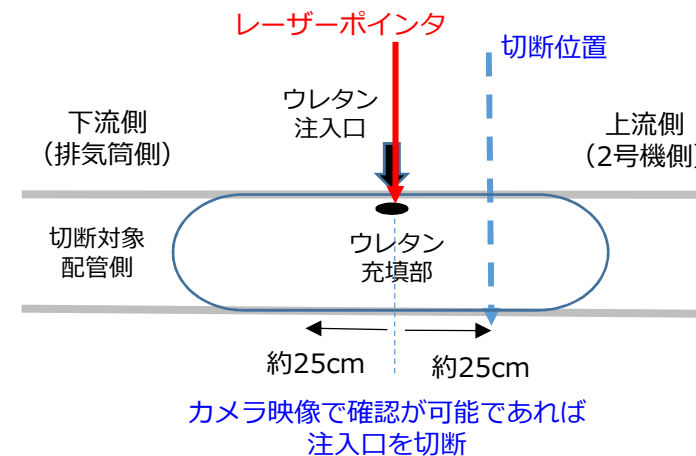 レーザーポインタ
切断位置
ウレタン
注入口
下流側
（排気筒側）
上流側
（2号機側）
切断対象
配管側
ウレタン
充填部
約25cm
約25cm
カメラ映像で確認が可能であれば
注入口を切断